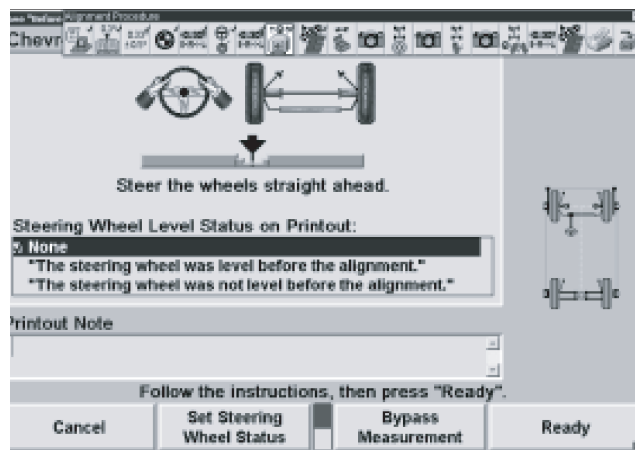 Alignment Procedure
Chevr
Steer the wheels straight ahead.
Steering Wheel Level Status on Printout:
None
"The steering wheel was level before the alignment."
"The steering wheel was not level before the alignment."
Printout Note
Follow the instructions, then press "Ready".
Cancel
Set Steering
Wheel Status
Bypass
Measurement
Ready